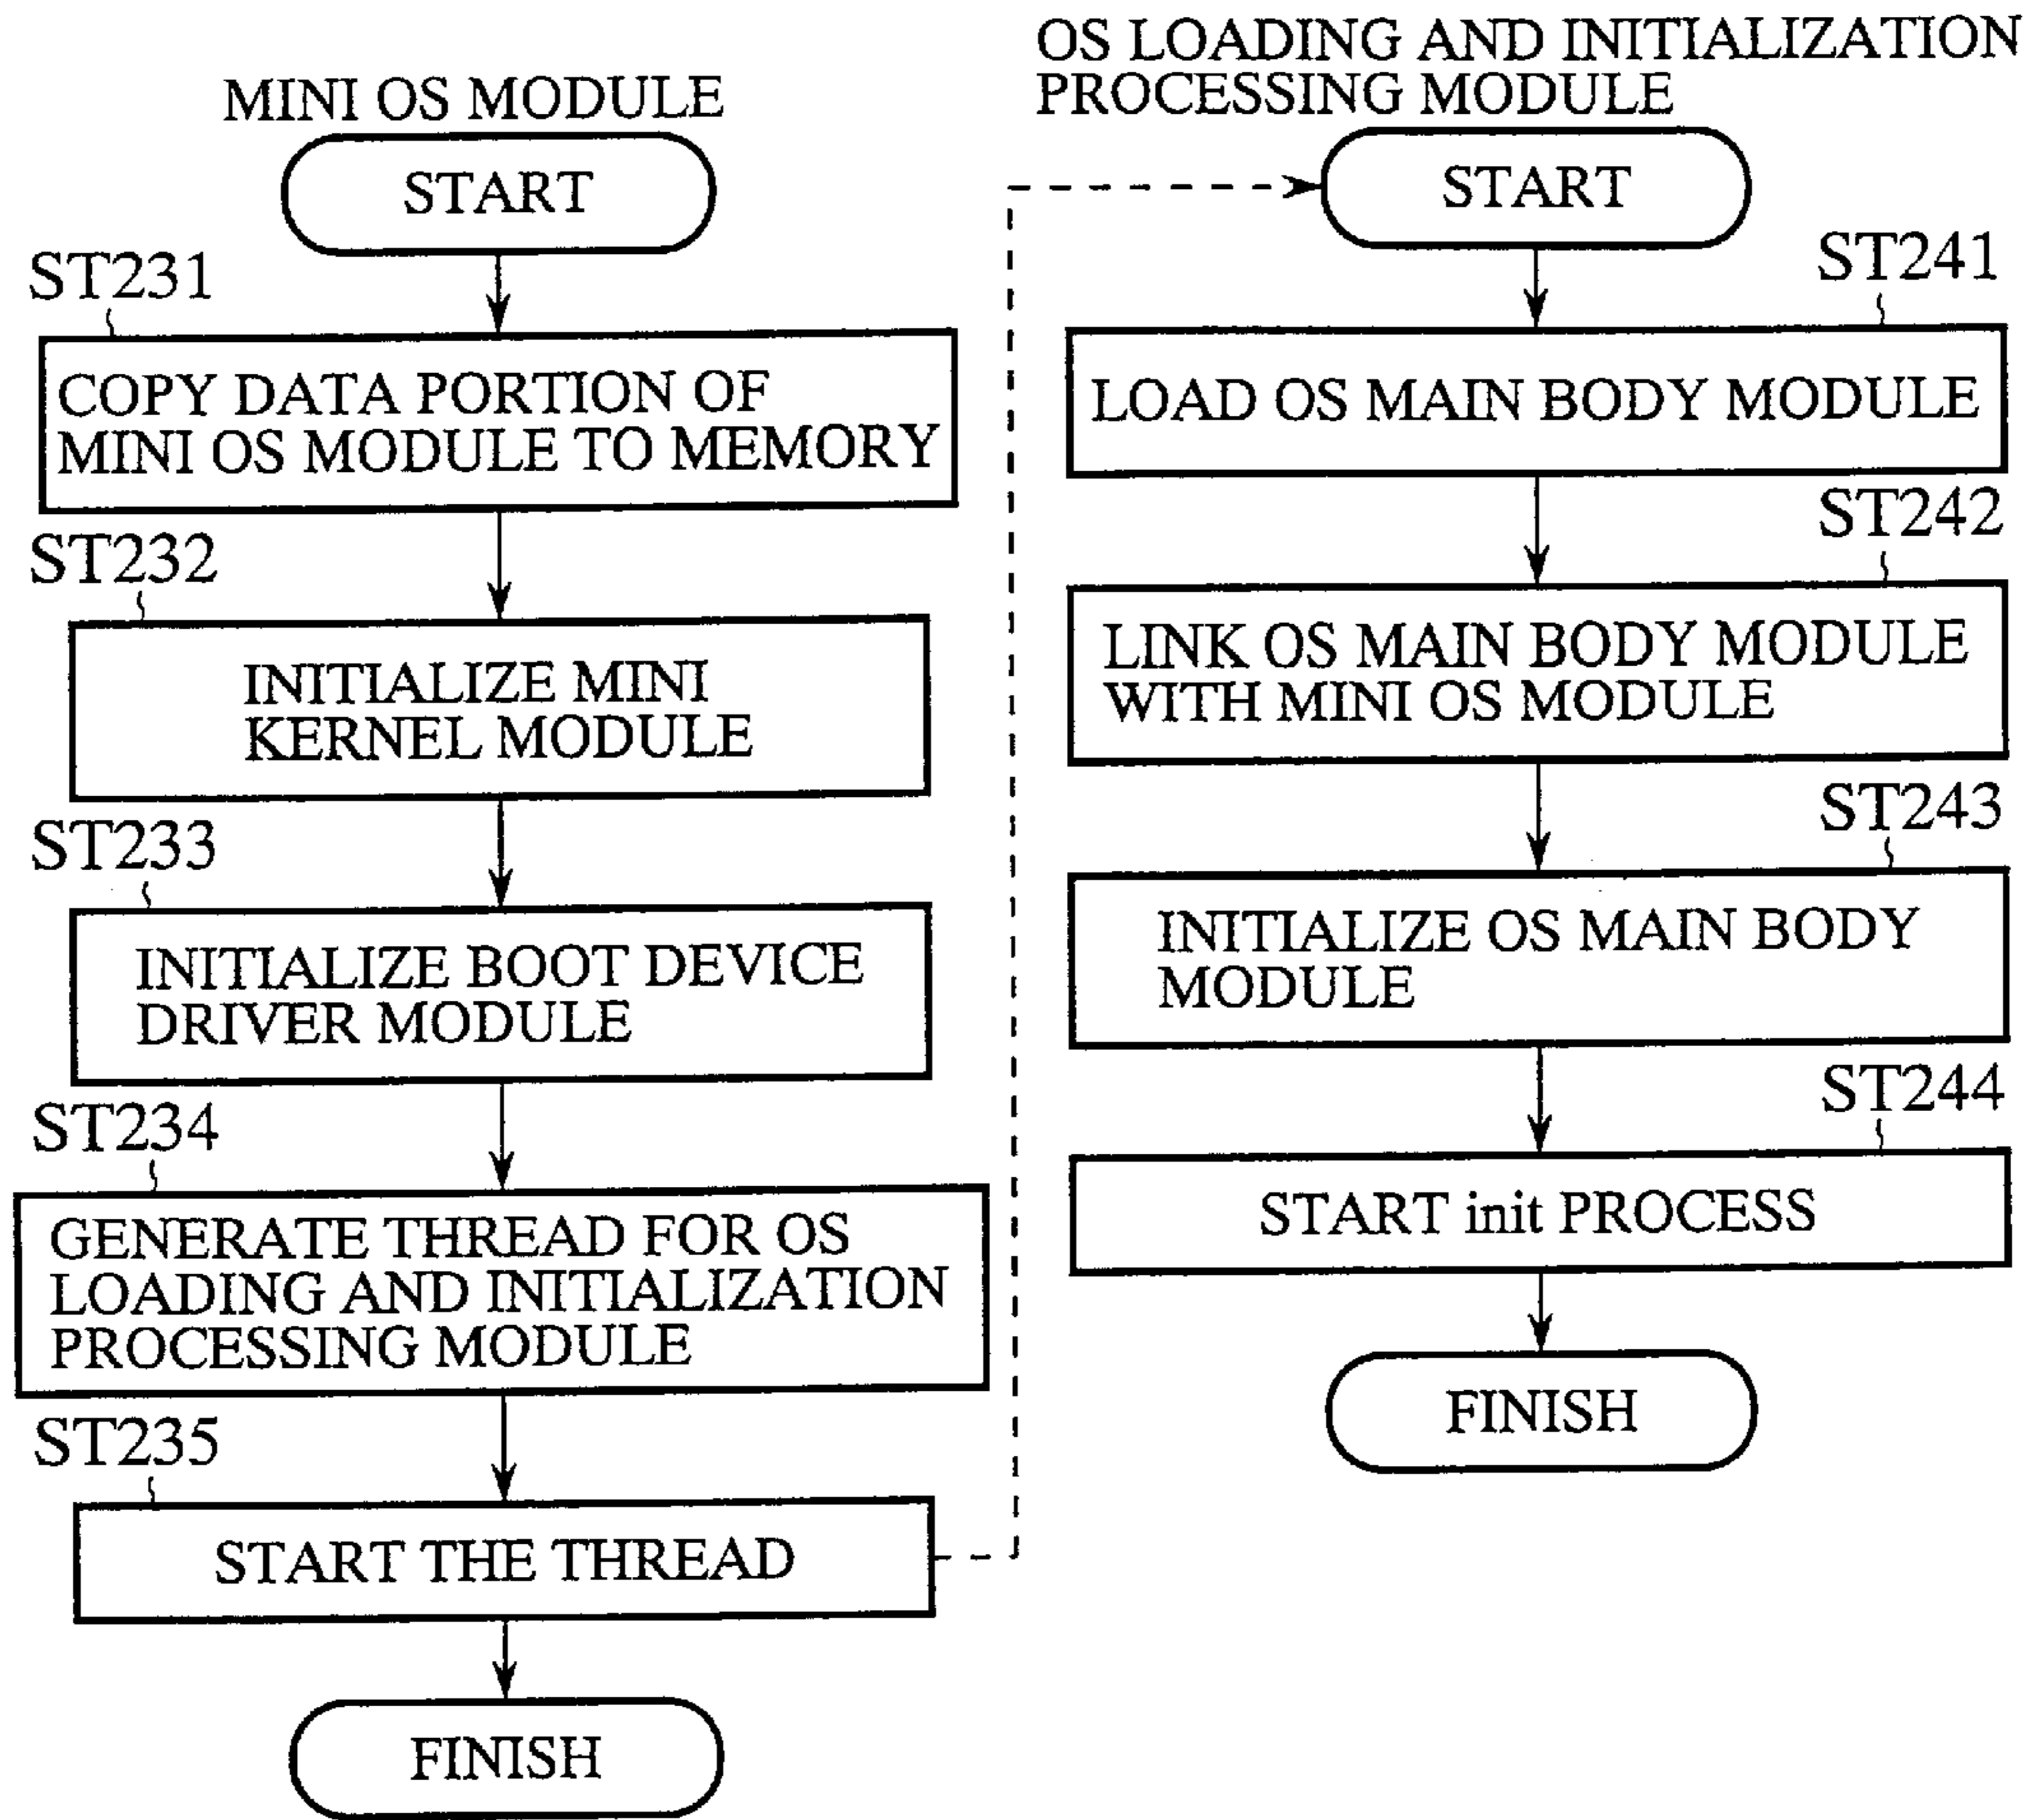 MINI OS MODULE
START
ST231
COPY DATA PORTION OF
MINI OS MODULE TO MEMORY
ST232
INITIALIZE MINI
KERNEL MODULE
ST233
INITIALIZE BOOT DEVICE
DRIVER MODULE
ST234
GENERATE THREAD FOR OS
LOADING AND INITIALIZATION
PROCESSING MODULE
ST235
START THE THREAD
FINISH
OS LOADING AND INITIALIZATION
PROCESSING MODULE
START
ST241
LOAD OS MAIN BODY MODULE
ST242
LINK OS MAIN BODY MODULE
WITH MINI OS MODULE
ST243
INITIALIZE OS MAIN BODY
MODULE
ST244
START init PROCESS
FINISH